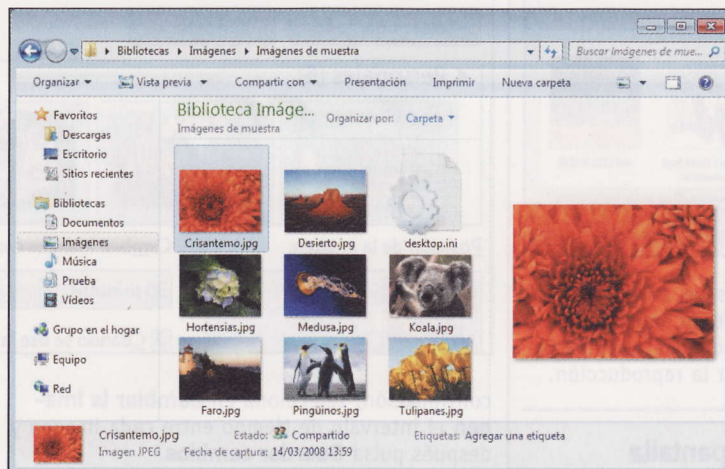 Bibliotecas ▸ Imágenes ▸ Imágenes de muestra
Buscar Imágenes de mue...
Organizar Vista previa Compartir con Presentación Imprimir Nueva carpeta
Favoritos
Descargas
Escritorio
Sitios recientes
Bibliotecas
Documentos
Imágenes
Música
Prueba
Vídeos
Grupo en el hogar
Equipo
Red
Biblioteca Imáge...
Imágenes de muestra
Organizar por: Carpeta
Crisantemo.jpg
Desierto.jpg
desktop.ini
Hortensias.jpg
Medusa.jpg
Koala.jpg
Faro.jpg
Pingüinos.jpg
Tulipanes.jpg
Crisantemo.jpg Estado: Compartido Etiquetas: Agregar una etiqueta
Imagen JPEG Fecha de captura: 14/03/2008 13:59
la reproducción.